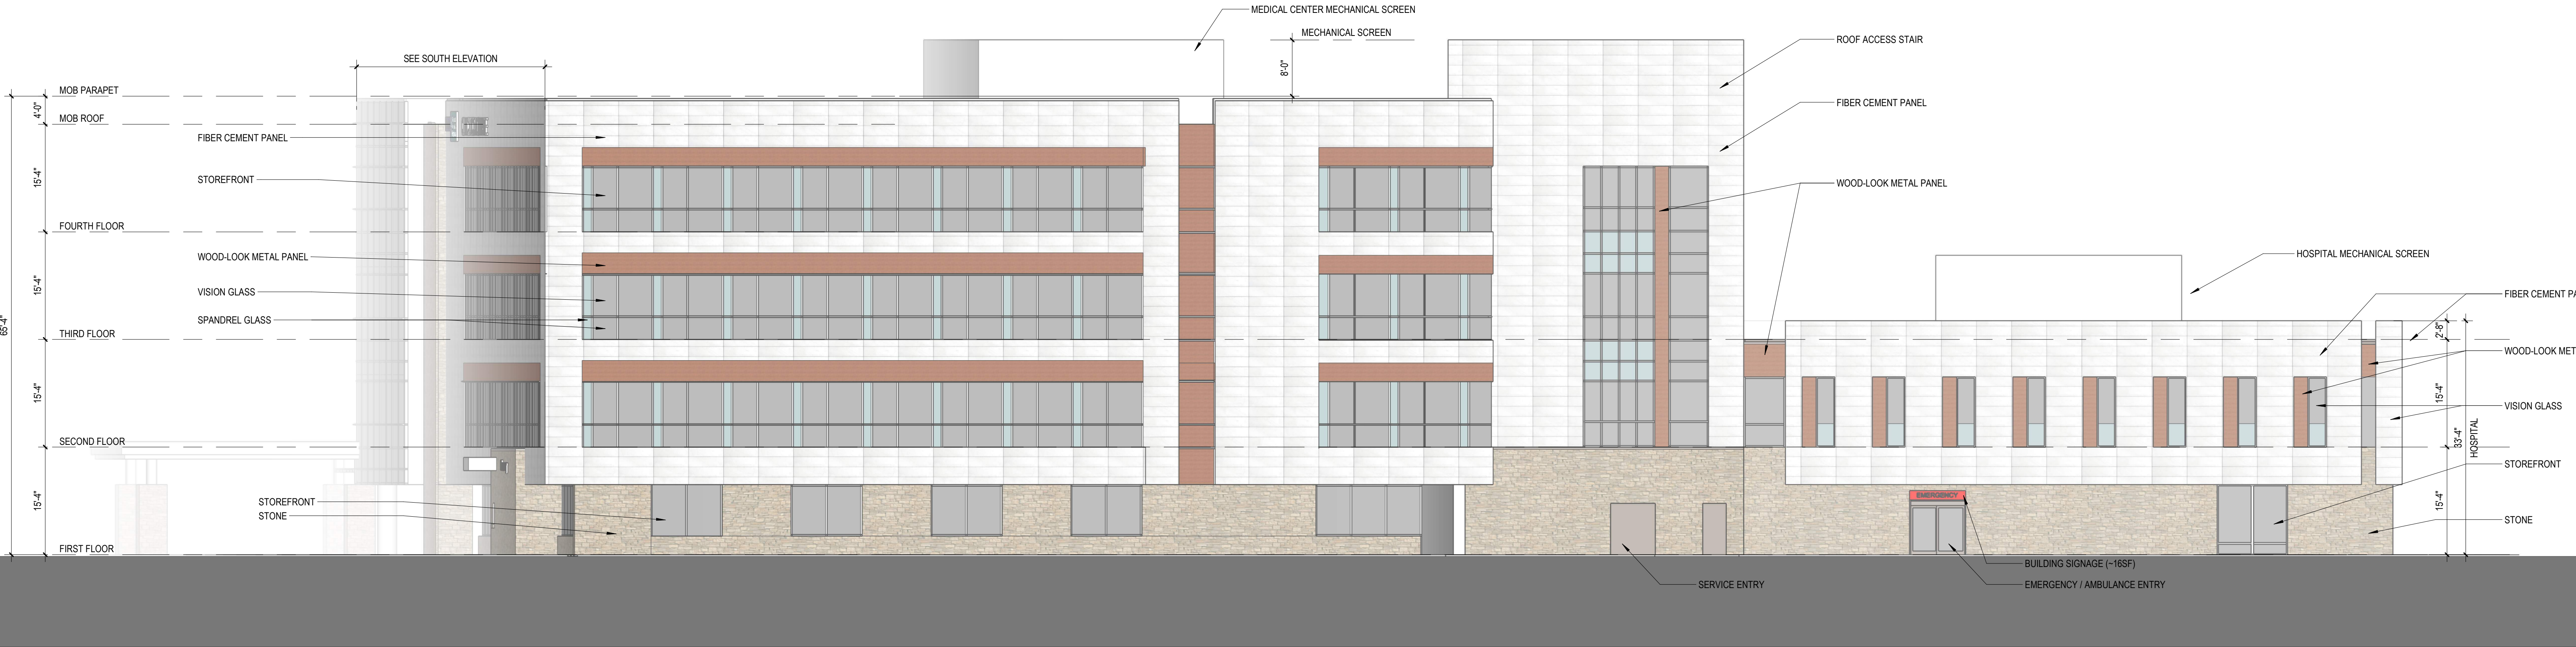 MEDICAL CENTER MECHANICAL SCREEN
MECHANICAL SCREEN
8'-0"
ROOF ACCESS STAIR
SEE SOUTH ELEVATION
MOB PARAPET
4'-0"
MOB ROOF
FIBER CEMENT PANEL
FIBER CEMENT PANEL
15'-4"
STOREFRONT
WOOD-LOOK METAL PANEL
FOURTH FLOOR
WOOD-LOOK METAL PANEL
HOSPITAL MECHANICAL SCREEN
15'-4"
VISION GLASS
FIBER CEMENT PA
SPANDREL GLASS
65'-4"
THIRD FLOOR
2'-8"
WOOD-LOOK MET
15'-4"
15'-4"
VISION GLASS
SECOND FLOOR
33'-4"
HOSPITAL
STOREFRONT
EMERGENCY
15'-4"
STOREFRONT
15'-4"
STONE
STONE
FIRST FLOOR
BUILDING SIGNAGE (~16SF)
SERVICE ENTRY
EMERGENCY / AMBULANCE ENTRY